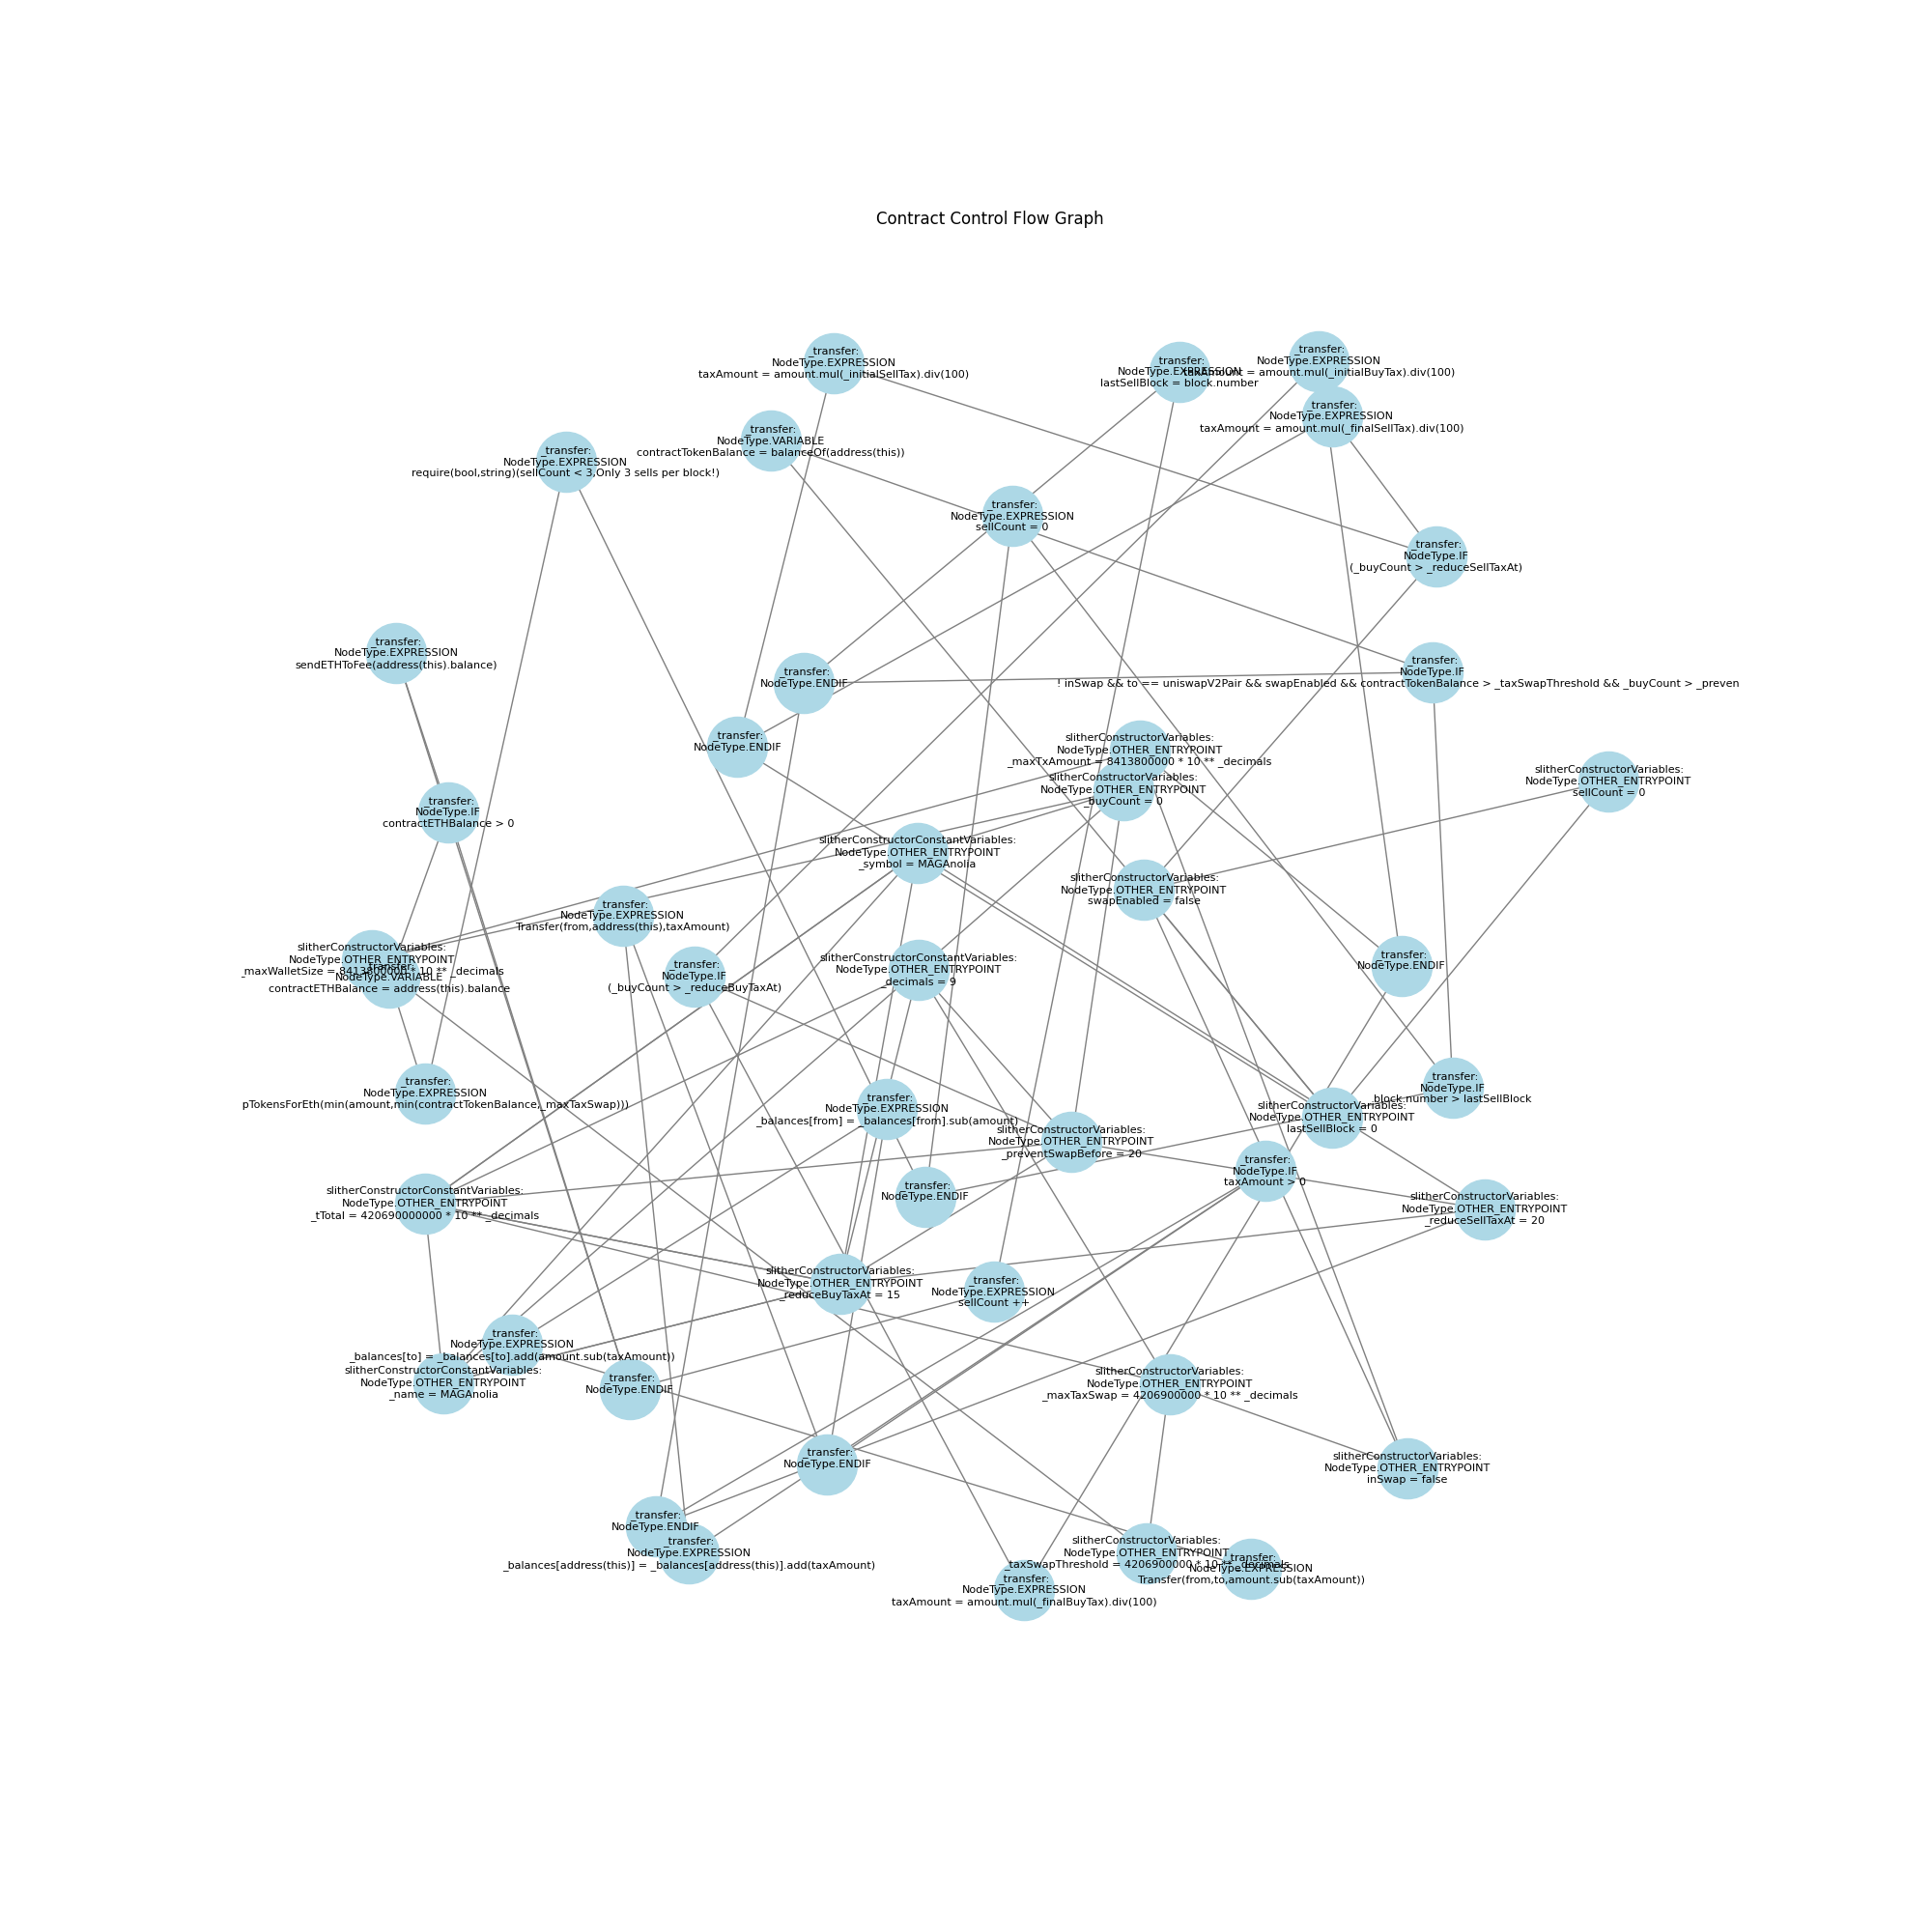 Contract Control Flow Graph
_transfer:
NodeType.EXPRESSION
taxAmount = amount.mul(_initialSellTax).div(100)
_transfer:
NodeType.EXPRESSION
lastSellBlock = block.number
_transfer:
NodeType.EXPRESSION
taxAmount = amount.mul(_initialBuyTax).div(100)
_transfer:
NodeType.EXPRESSION
taxAmount = amount.mul(_finalSellTax).div(100)
_transfer:
NodeType.VARIABLE
contractTokenBalance = balanceOf(address(this))
_transfer:
NodeType.EXPRESSION
require(bool,string)(sellCount < 3,Only 3 sells per block!)
_transfer:
NodeType.EXPRESSION
sellCount = 0
_transfer:
NodeType.IF
(_buyCount > _reduceSellTaxAt)
_transfer:
NodeType.EXPRESSION
sendETHToFee(address(this).balance)
_transfer:
NodeType.ENDIF
_transfer:
NodeType.IF
! inSwap && to == uniswapV2Pair && swapEnabled && contractTokenBalance > _taxSwapThreshold && _buyCount > _preven
_transfer:
NodeType.ENDIF
slitherConstructorVariables:
NodeType.OTHER_ENTRYPOINT
_maxTxAmount = 8413800000 * 10 ** _decimals
slitherConstructorVariables:
NodeType.OTHER_ENTRYPOINT
_buyCount = 0
slitherConstructorVariables:
NodeType.OTHER_ENTRYPOINT
sellCount = 0
_transfer:
NodeType.IF
contractETHBalance > 0
slitherConstructorConstantVariables:
NodeType.OTHER_ENTRYPOINT
_symbol = MAGAnolia
slitherConstructorVariables:
NodeType.OTHER_ENTRYPOINT
swapEnabled = false
_transfer:
NodeType.EXPRESSION
Transfer(from,address(this),taxAmount)
slitherConstructorVariables:
NodeType.OTHER_ENTRYPOINT
_maxWalletSize = 8413800000 * 10 ** _decimals
_transfer:
NodeType.VARIABLE
contractETHBalance = address(this).balance
_transfer:
NodeType.IF
(_buyCount > _reduceBuyTaxAt)
slitherConstructorConstantVariables:
NodeType.OTHER_ENTRYPOINT
_decimals = 9
_transfer:
NodeType.ENDIF
_transfer:
NodeType.EXPRESSION
pTokensForEth(min(amount,min(contractTokenBalance,_maxTaxSwap)))
_transfer:
NodeType.EXPRESSION
_balances[from] = _balances[from].sub(amount)
_transfer:
NodeType.IF
block.number > lastSellBlock
slitherConstructorVariables:
NodeType.OTHER_ENTRYPOINT
lastSellBlock = 0
slitherConstructorVariables:
NodeType.OTHER_ENTRYPOINT
_preventSwapBefore = 20
_transfer:
NodeType.IF
taxAmount > 0
_transfer:
NodeType.ENDIF
slitherConstructorConstantVariables:
NodeType.OTHER_ENTRYPOINT
_tTotal = 420690000000 * 10 ** _decimals
slitherConstructorVariables:
NodeType.OTHER_ENTRYPOINT
_reduceSellTaxAt = 20
slitherConstructorVariables:
NodeType.OTHER_ENTRYPOINT
_reduceBuyTaxAt = 15
_transfer:
NodeType.EXPRESSION
sellCount ++
_transfer:
NodeType.EXPRESSION
_balances[to] = _balances[to].add(amount.sub(taxAmount))
slitherConstructorConstantVariables:
NodeType.OTHER_ENTRYPOINT
_name = MAGAnolia
_transfer:
NodeType.ENDIF
slitherConstructorVariables:
NodeType.OTHER_ENTRYPOINT
_maxTaxSwap = 4206900000 * 10 ** _decimals
_transfer:
NodeType.ENDIF
slitherConstructorVariables:
NodeType.OTHER_ENTRYPOINT
inSwap = false
_transfer:
NodeType.ENDIF
_transfer:
NodeType.EXPRESSION
_balances[address(this)] = _balances[address(this)].add(taxAmount)
slitherConstructorVariables:
NodeType.OTHER_ENTRYPOINT
_taxSwapThreshold = 4206900000 * 10 ** _decimals
_transfer:
NodeType.EXPRESSION
Transfer(from,to,amount.sub(taxAmount))
_transfer:
NodeType.EXPRESSION
taxAmount = amount.mul(_finalBuyTax).div(100)